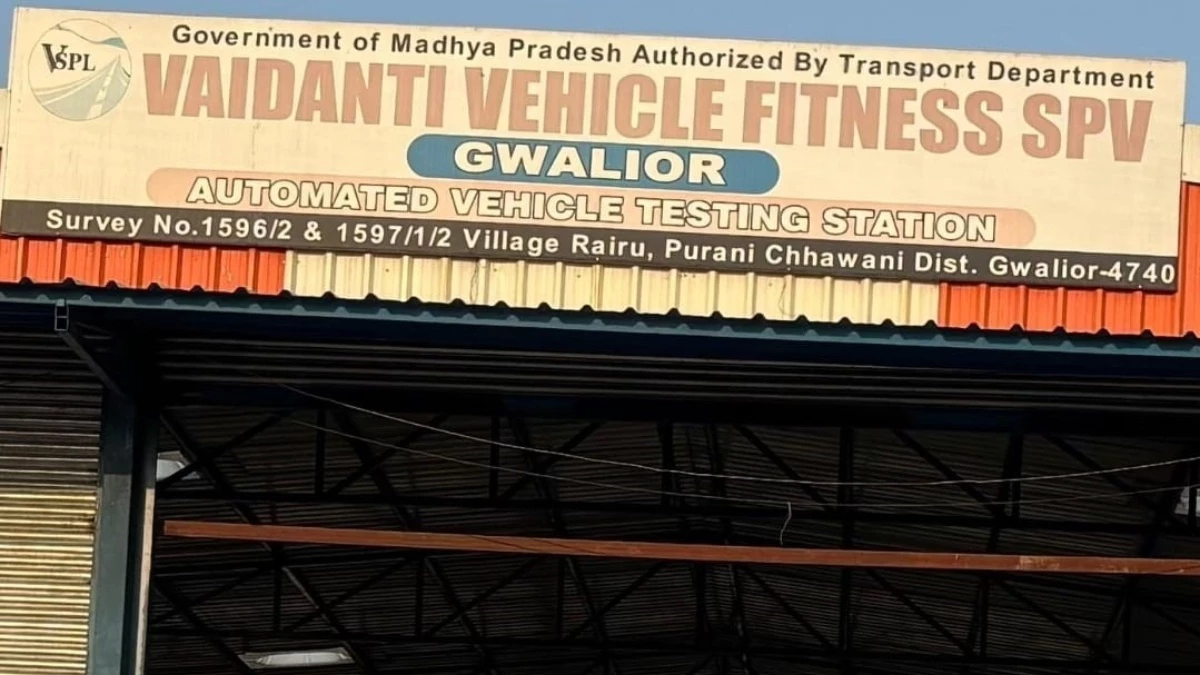 VSPL
Government of Madhya Pradesh Authorized By Transport Department
VAIDANTI VEHICLE FITNESS SPV
GWALIOR
AUTOMATED VEHICLE TESTING STATION
Survey No.1596/2 & 1597/1/2 Village Rairu, Purani Chhawani Dist. Gwalior-4740